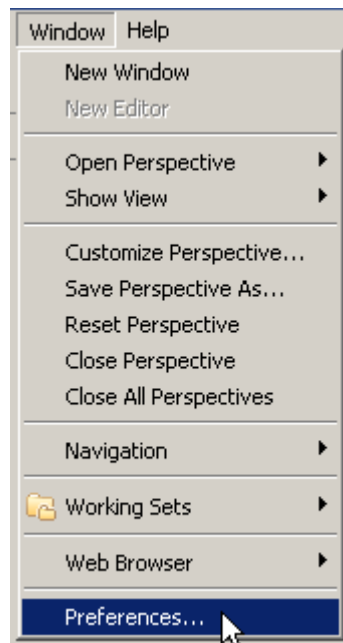 Window Help
New Window
New Editor
Open Perspective
Show View
Customize Perspective...
Save Perspective As...
Reset Perspective
Close Perspective
Close All Perspectives
Navigation
Working Sets
Web Browser
Preferences...